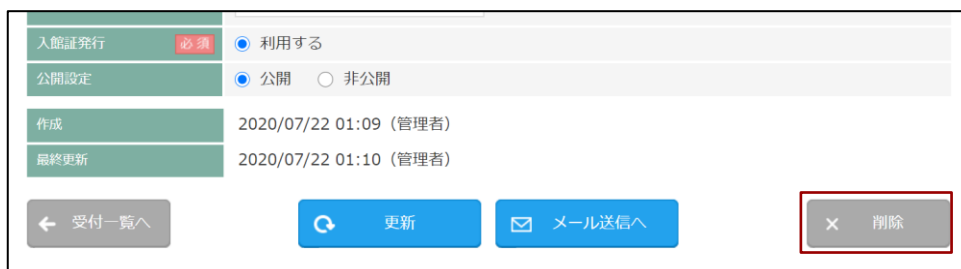 入館証発行 必須 利用する
公開設定 公開 非公開
作成 2020/07/22 01:09（管理者）
最終更新 2020/07/22 01:10（管理者）
受付一覧へ 更新 メール送信へ 削除